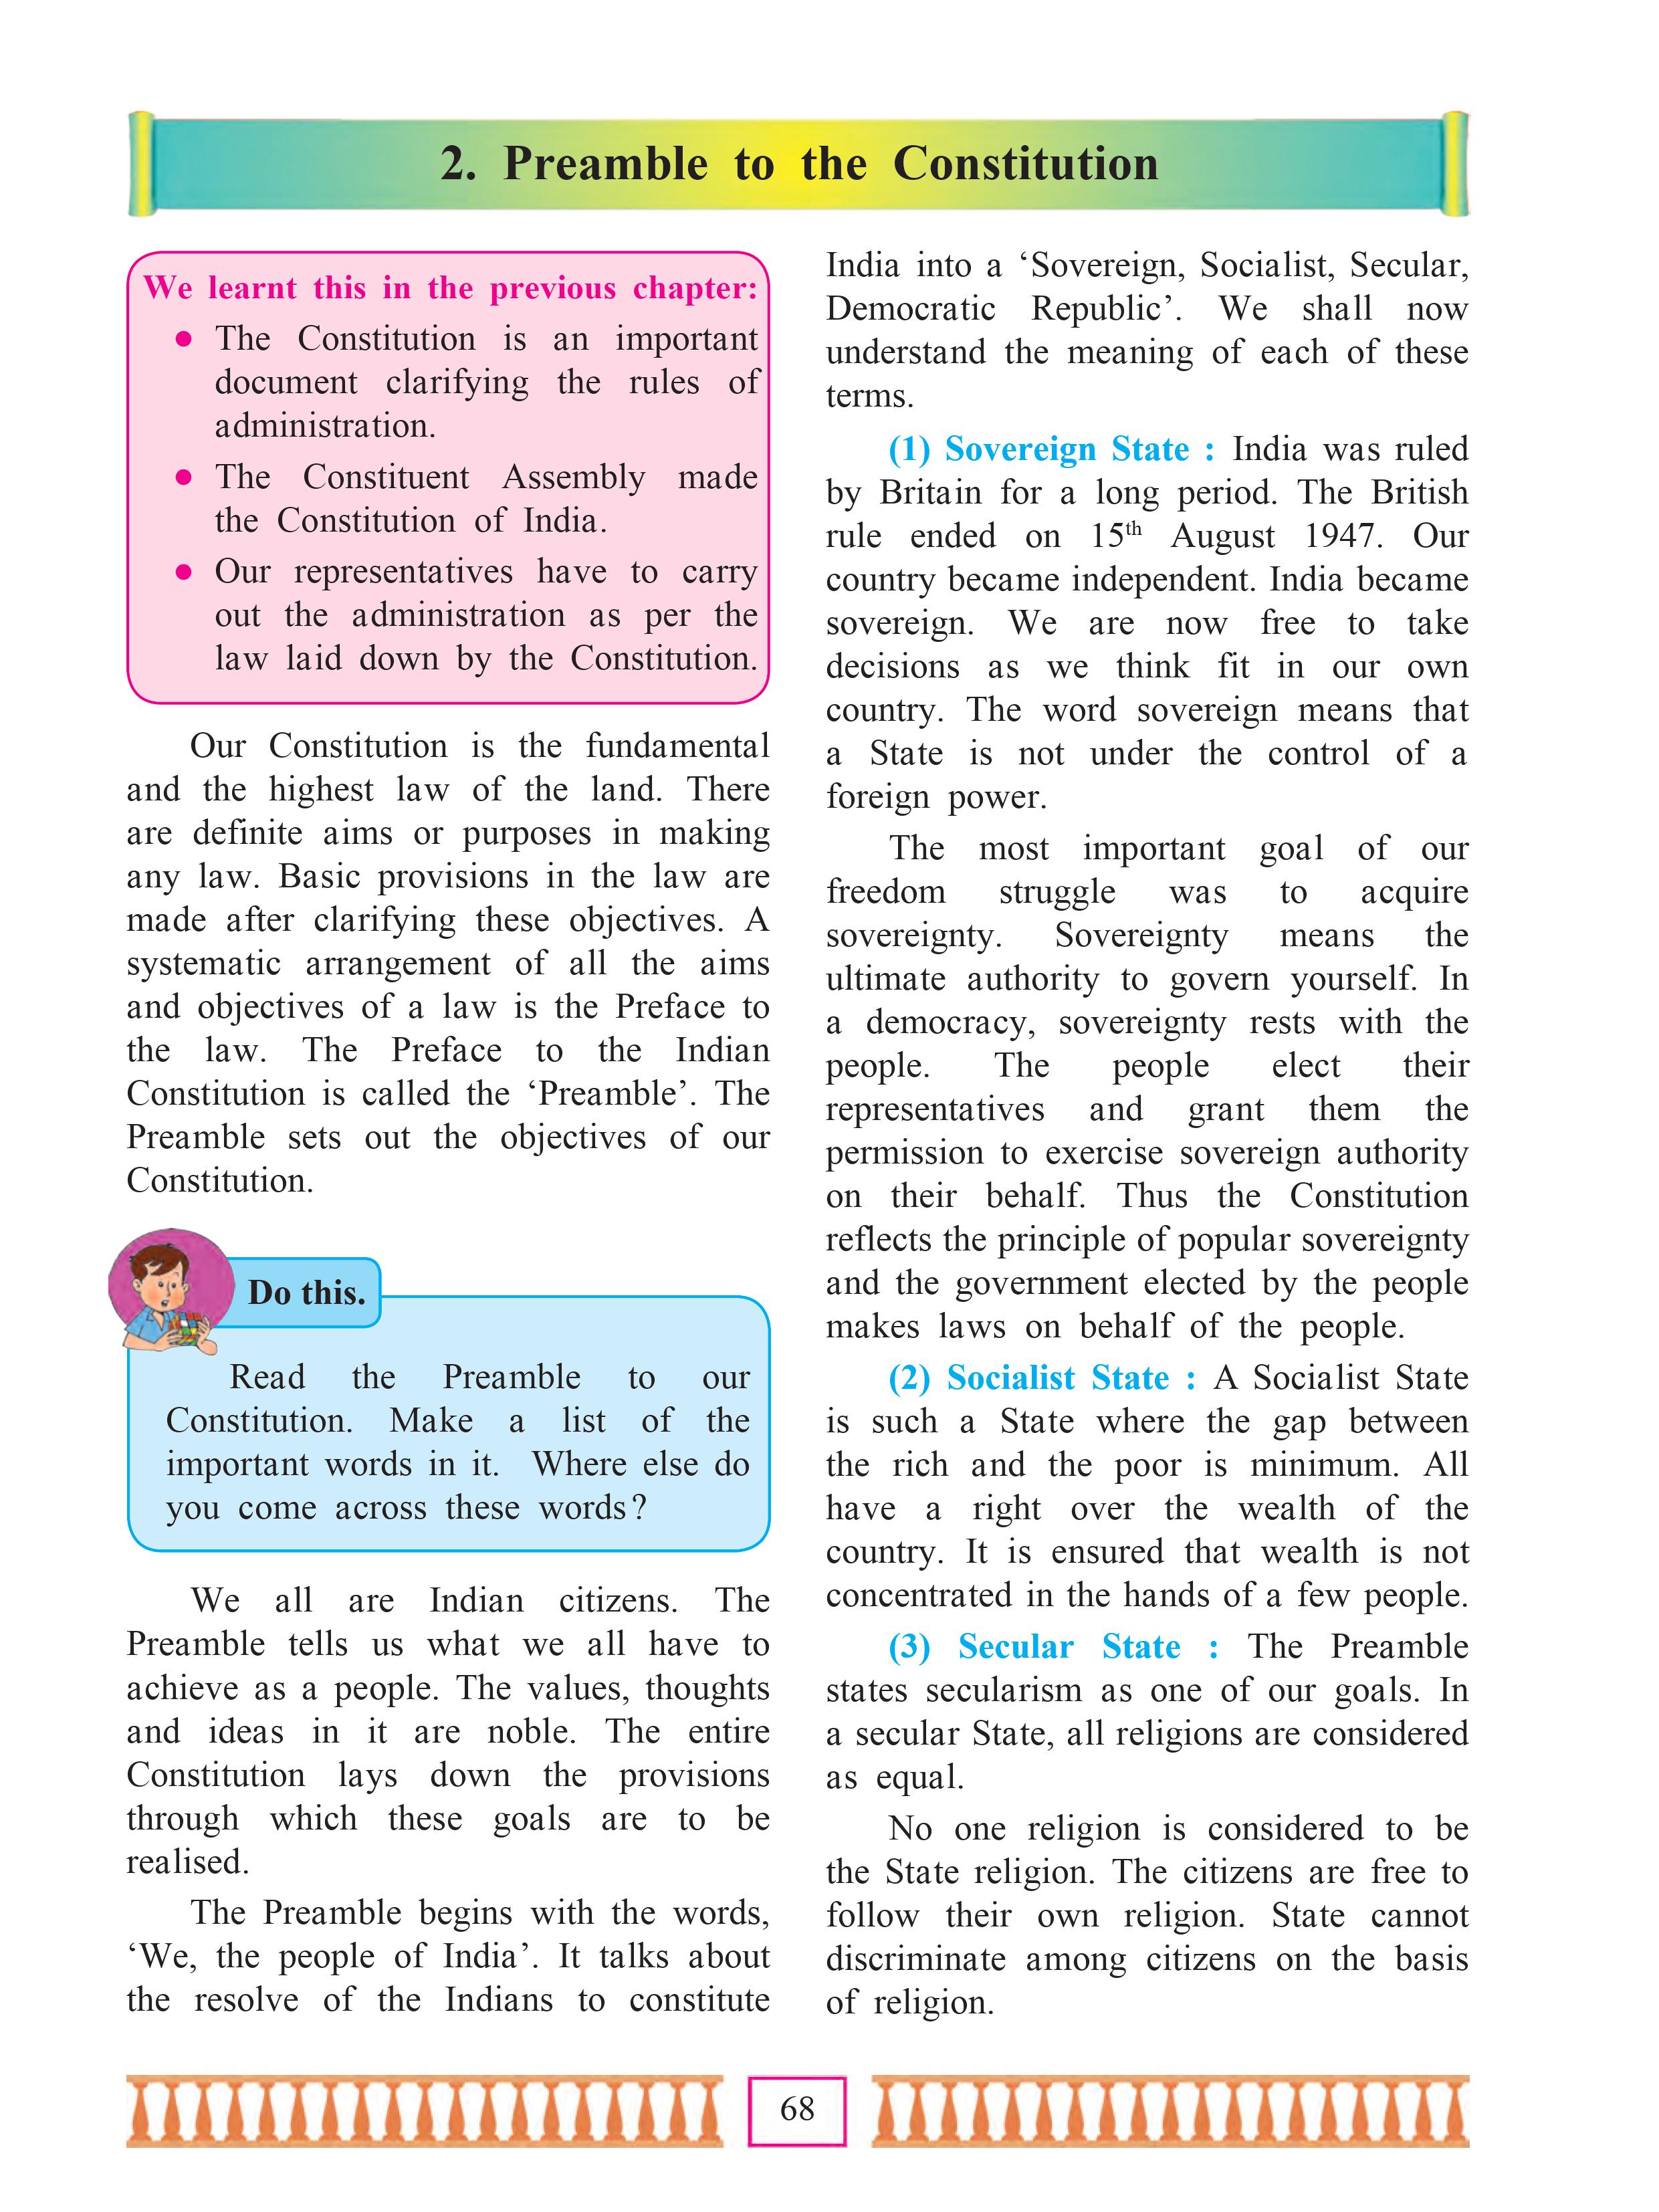 2. Preamble to the Constitution
We learnt this in the previous chapter:
● The Constitution is an important
document clarifying the rules of
administration.
● The Constituent Assembly made
the Constitution of India.
● Our representatives have to carry
out the administration as per the
law laid down by the Constitution.
Our Constitution is the fundamental
and the highest law of the land. There
are definite aims or purposes in making
any law. Basic provisions in the law are
made after clarifying these objectives. A
systematic arrangement of all the aims
and objectives of a law is the Preface to
the law. The Preface to the Indian
Constitution is called the ‘Preamble’. The
Preamble sets out the objectives of our
Constitution.
Do this.
Read the Preamble to our
Constitution. Make a list of the
important words in it. Where else do
you come across these words?
We all are Indian citizens. The
Preamble tells us what we all have to
achieve as a people. The values, thoughts
and ideas in it are noble. The entire
Constitution lays down the provisions
through which these goals are to be
realised.
The Preamble begins with the words,
‘We, the people of India’. It talks about
the resolve of the Indians to constitute
India into a ‘Sovereign, Socialist, Secular,
Democratic Republic’. We shall now
understand the meaning of each of these
terms.
(1) Sovereign State : India was ruled
by Britain for a long period. The British
rule ended on 15th August 1947. Our
country became independent. India became
sovereign. We are now free to take
decisions as we think fit in our own
country. The word sovereign means that
a State is not under the control of a
foreign power.
The most important goal of our
freedom struggle was to acquire
sovereignty. Sovereignty means the
ultimate authority to govern yourself. In
a democracy, sovereignty rests with the
people. The people elect their
representatives and grant them the
permission to exercise sovereign authority
on their behalf. Thus the Constitution
reflects the principle of popular sovereignty
and the government elected by the people
makes laws on behalf of the people.
(2) Socialist State : A Socialist State
is such a State where the gap between
the rich and the poor is minimum. All
have a right over the wealth of the
country. It is ensured that wealth is not
concentrated in the hands of a few people.
(3) Secular State : The Preamble
states secularism as one of our goals. In
a secular State, all religions are considered
as equal.
No one religion is considered to be
the State religion. The citizens are free to
follow their own religion. State cannot
discriminate among citizens on the basis
of religion.
68